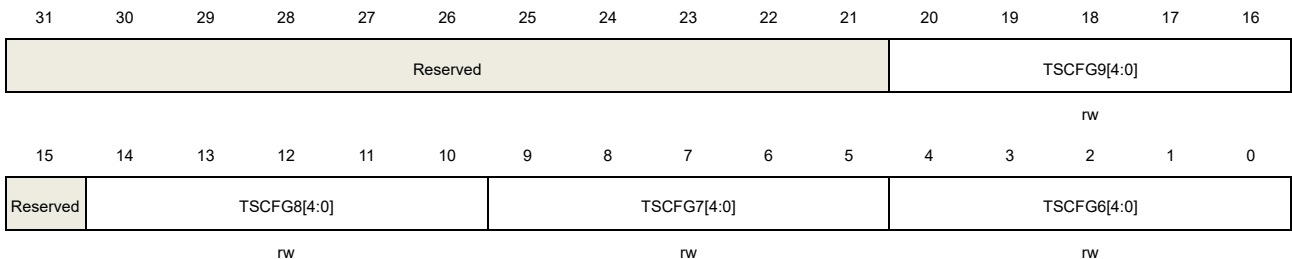 31 30 29 28 27 26 25 24 23 22 21 20 19 18 17 16
Reserved TSCFG9[4:0]
rw
15 14 13 12 11 10 9 8 7 6 5 4 3 2 1 0
Reserved TSCFG8[4:0] TSCFG7[4:0] TSCFG6[4:0]
rw rw rw